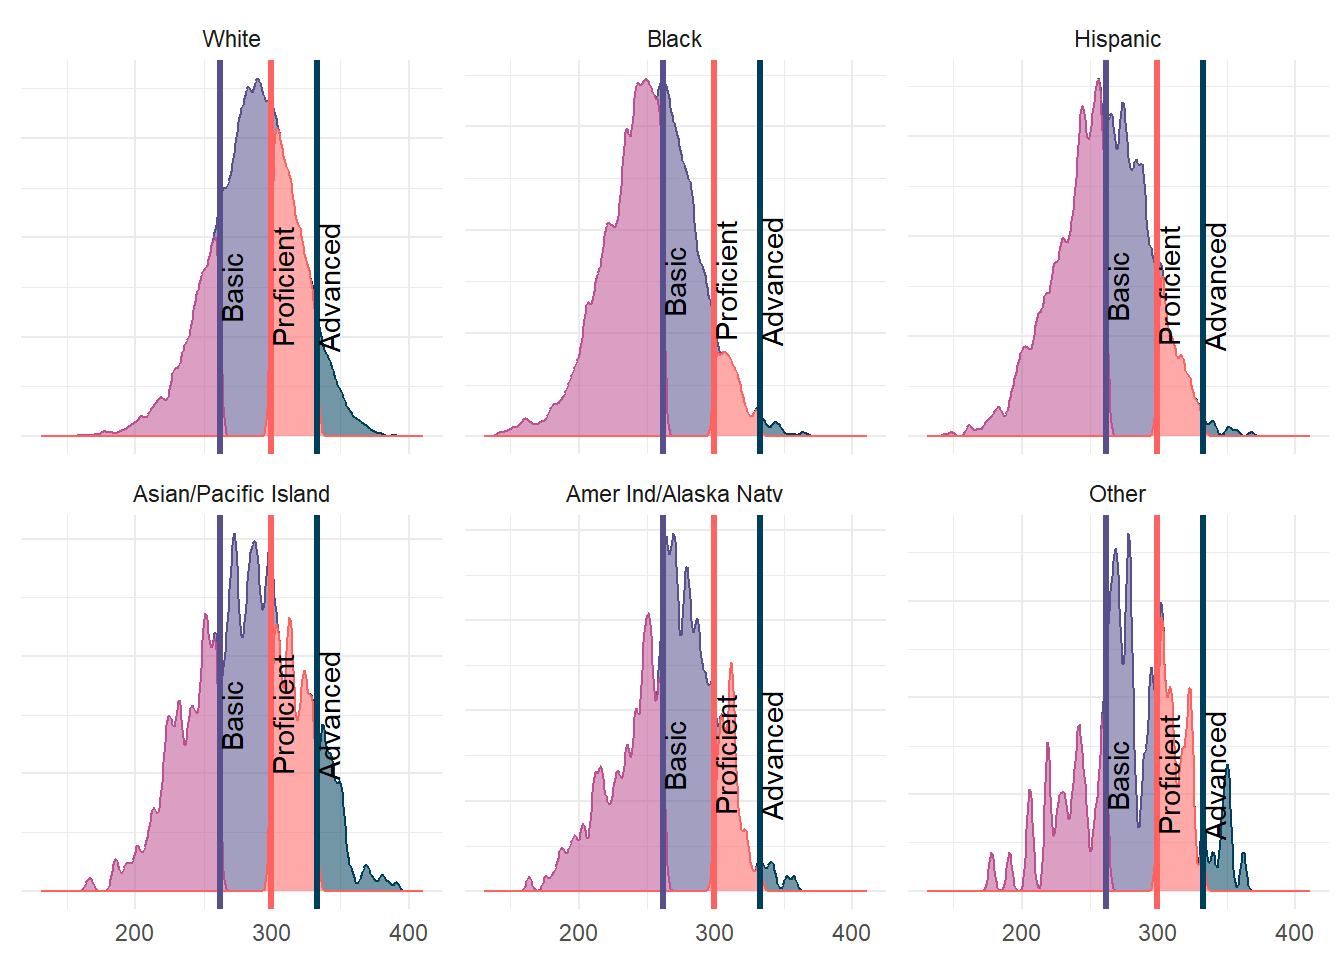 White
Black
Hispanic
Basic
Proficient
Advanced
Basic
Proficient
Advanced
Basic
Proficient
Advanced
Asian/Pacific Island
Amer Ind/Alaska Natv
Other
Basic
Proficient
Advanced
Basic
Proficient
Advanced
Basic
Proficient
Advanced
200 300 400
200 300 400
200 300 400